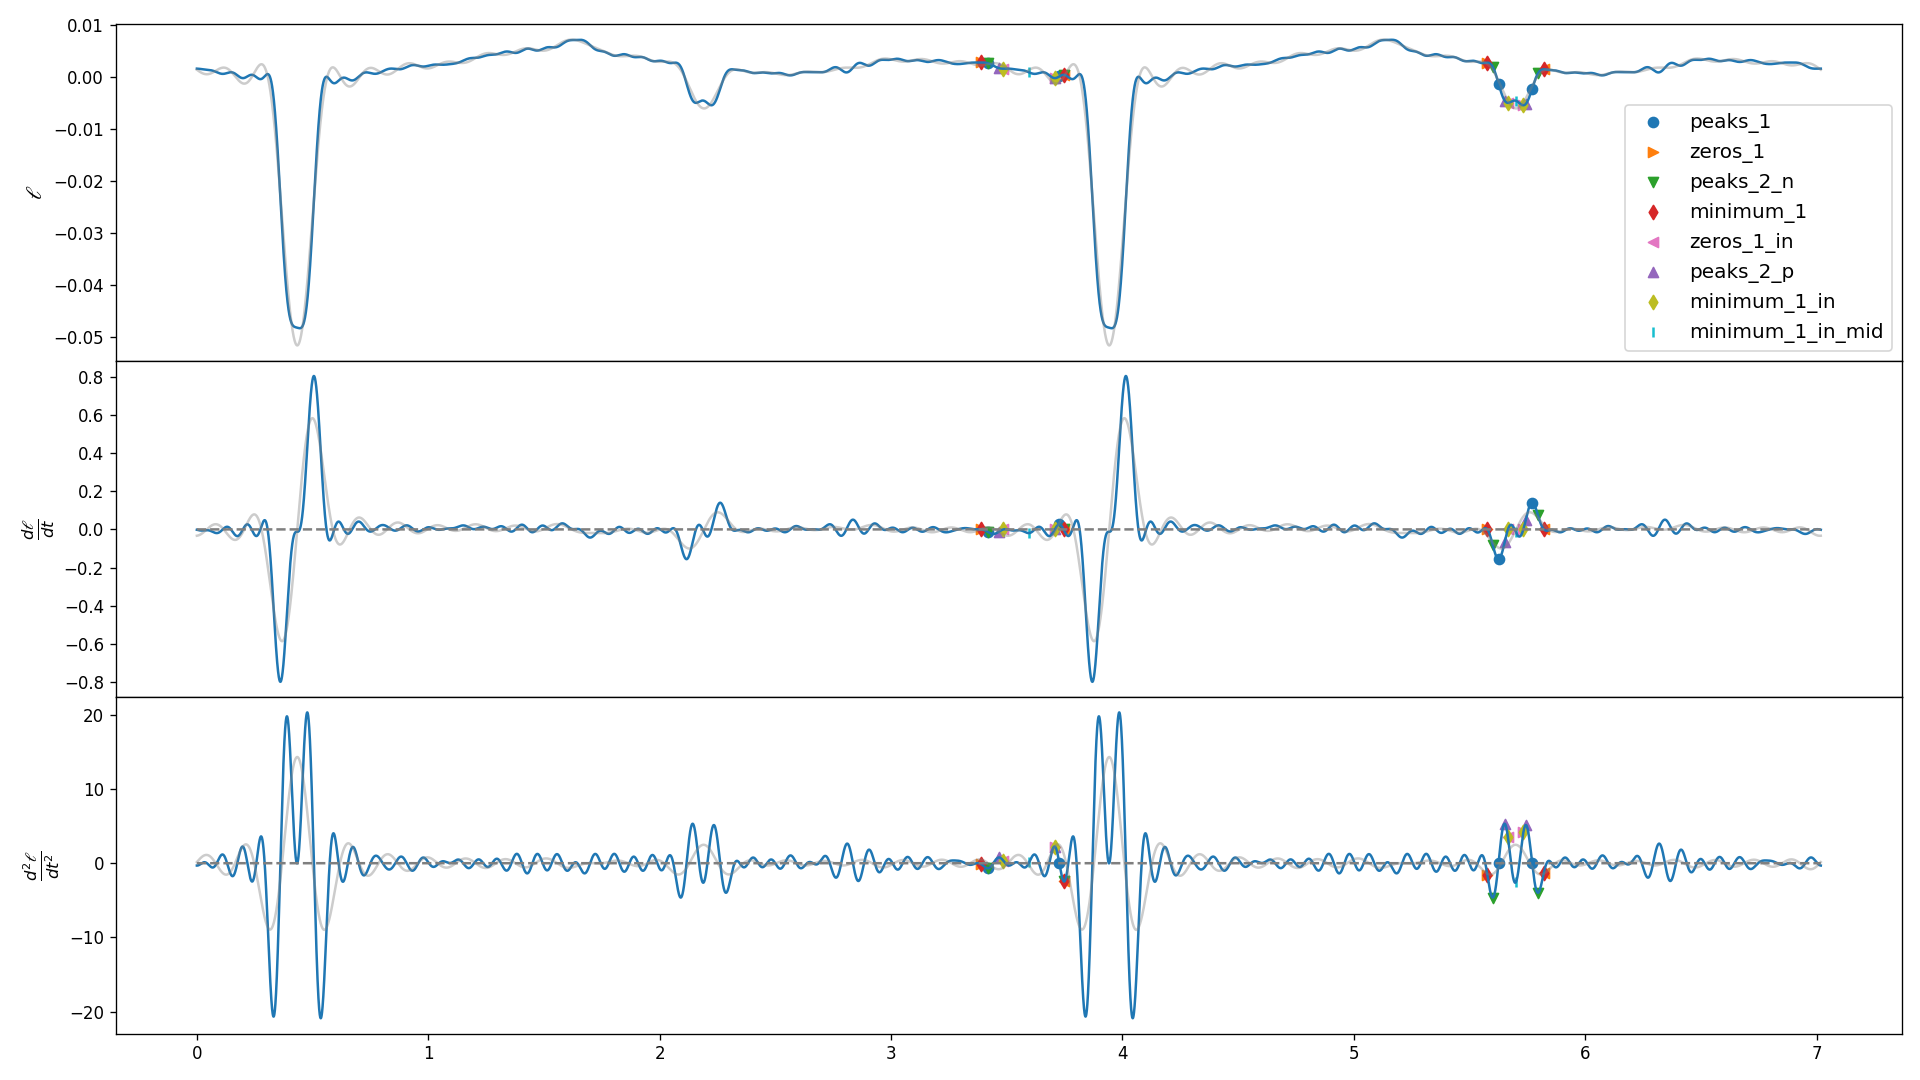 0.01
0.00
−0.01
−0.02
−0.03
−0.04
−0.05
ℓ
peaks_1
zeros_1
peaks_2_n
minimum_1
zeros_1_in
peaks_2_p
minimum_1_in
minimum_1_in_mid
0.8
0.6
0.4
0.2
0.0
−0.2
−0.4
−0.6
−0.8
dℓ
dt
20
10
0
−10
−20
d²ℓ
dt²
0 1 2 3 4 5 6 7